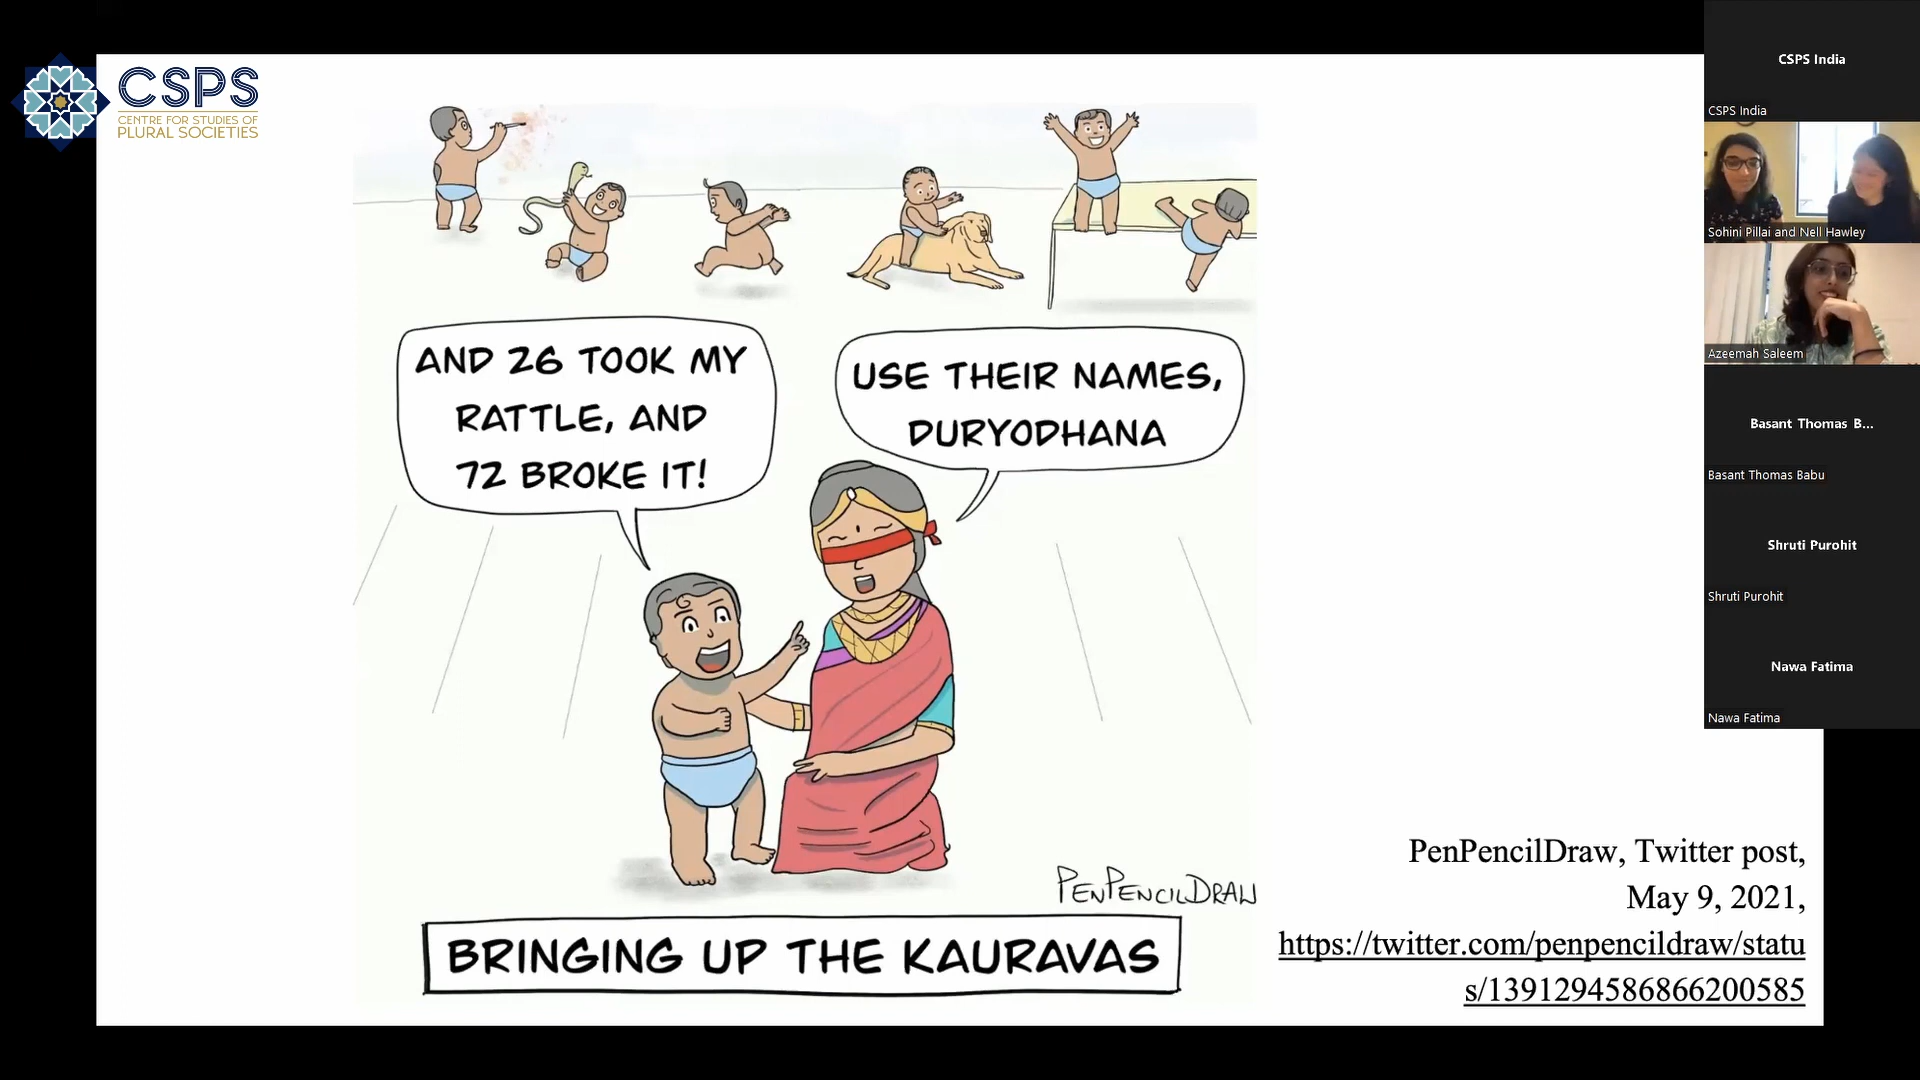 CSPS
CENTRE FOR STUDIES OF
PLURAL SOCIETIES
AND 26 TOOK MY
RATTLE, AND
72 BROKE IT!
USE THEIR NAMES,
DURYODHANA
PENPENCILDRAW
BRINGING UP THE KAURAVAS
PenPencilDraw, Twitter post,
May 9, 2021,
https://twitter.com/penpencildraw/statu
s/1391294586866200585
CSPS India
CSPS India
Sohini Pillai and Nell Hawley
Azeemah Saleem
Basant Thomas B...
Basant Thomas Babu
Shruti Purohit
Shruti Purohit
Nawa Fatima
Nawa Fatima